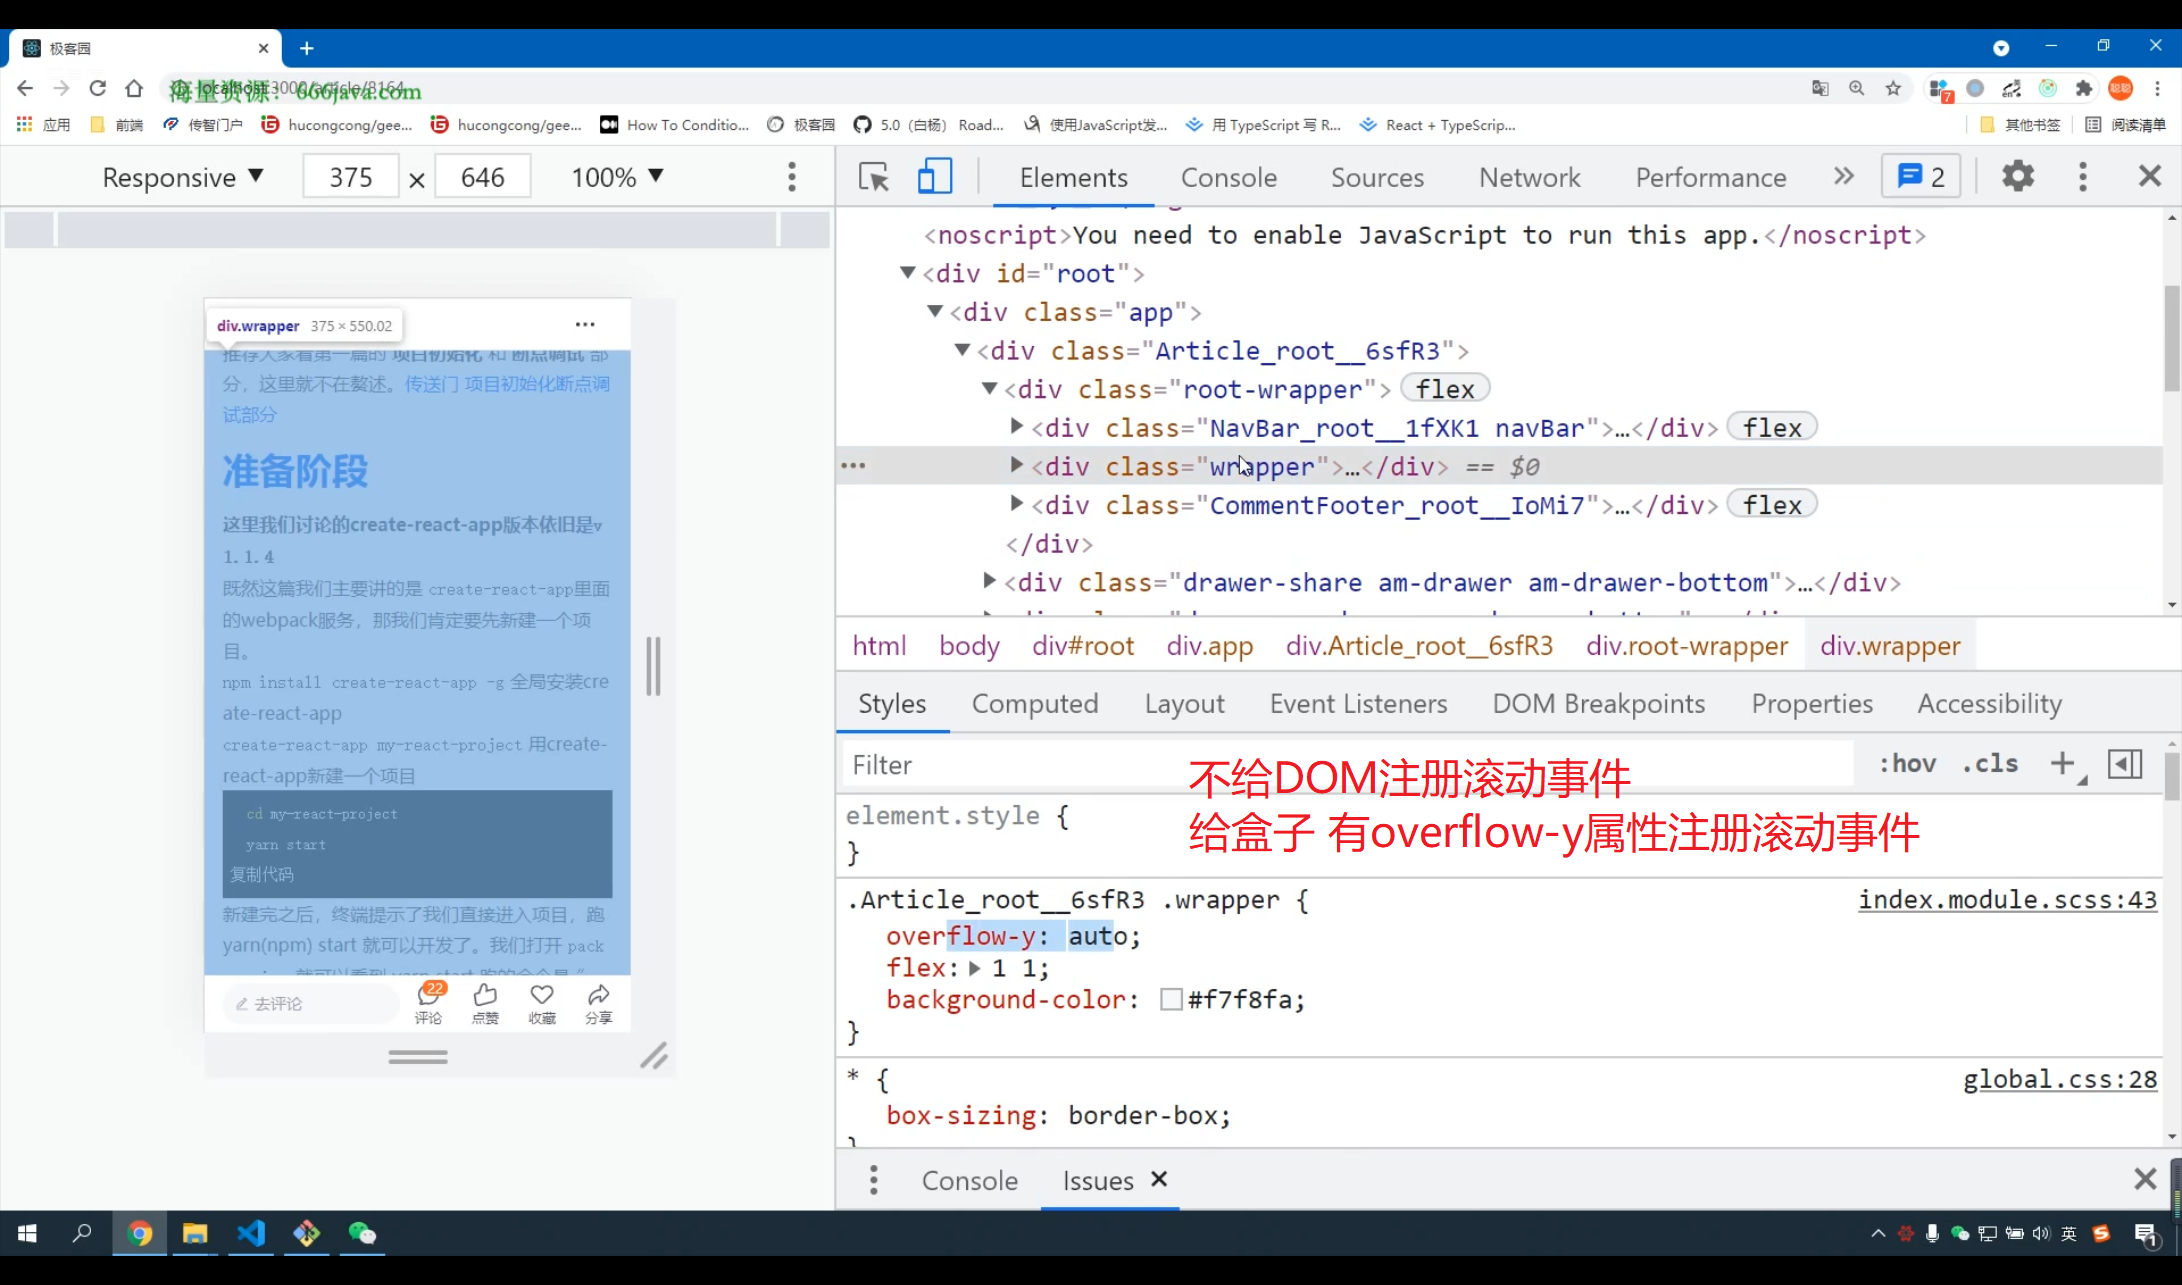 极客园
localhost:3000/article/8164
海量资源：666java.com
应用 前端 传智门户 hucongcong/gee... hucongcong/gee... How To Conditio... 极客园 5.0（白杨） Road... 使用JavaScript发... 用 TypeScript 写 R... React + TypeScrip... 其他书签 阅读清单
Responsive 375 × 646 100%
Elements Console Sources Network Performance 2
<noscript>You need to enable JavaScript to run this app.</noscript>
<div id="root">
<div class="app">
<div class="Article_root__6sfR3">
<div class="root-wrapper"> flex
<div class="NavBar_root__1fXK1 navBar">…</div> flex
<div class="wrapper">…</div> == $0
<div class="CommentFooter_root__IoMi7">…</div> flex
</div>
<div class="drawer-share am-drawer am-drawer-bottom">…</div>
html body div#root div.app div.Article_root__6sfR3 div.root-wrapper div.wrapper
Styles Computed Layout Event Listeners DOM Breakpoints Properties Accessibility
Filter :hov .cls
不给DOM注册滚动事件
给盒子 有overflow-y属性注册滚动事件
element.style {
}
.Article_root__6sfR3 .wrapper { index.module.scss:43
overflow-y: auto;
flex: 1 1;
background-color: #f7f8fa;
}
* { global.css:28
box-sizing: border-box;
}
Console Issues
div.wrapper 375 × 550.02
推荐大家看第一篇的 项目初始化 和 断点调试 部
分，这里就不在整述。传送门 项目初始化断点调
试部分
准备阶段
这里我们讨论的create-react-app版本依旧是v
1.1.4
既然这篇我们主要讲的是 create-react-app里面
的webpack服务，那我们肯定要先新建一个项
目。
npm install create-react-app -g 全局安装cre
ate-react-app
create-react-app my-react-project 用create-
react-app新建一个项目
cd my-react-project
yarn start
复制代码
新建完之后，终端提示了我们直接进入项目，跑
yarn(npm) start 就可以开发了。我们打开 pack
去评论 22 评论 点赞 收藏 分享
英 1